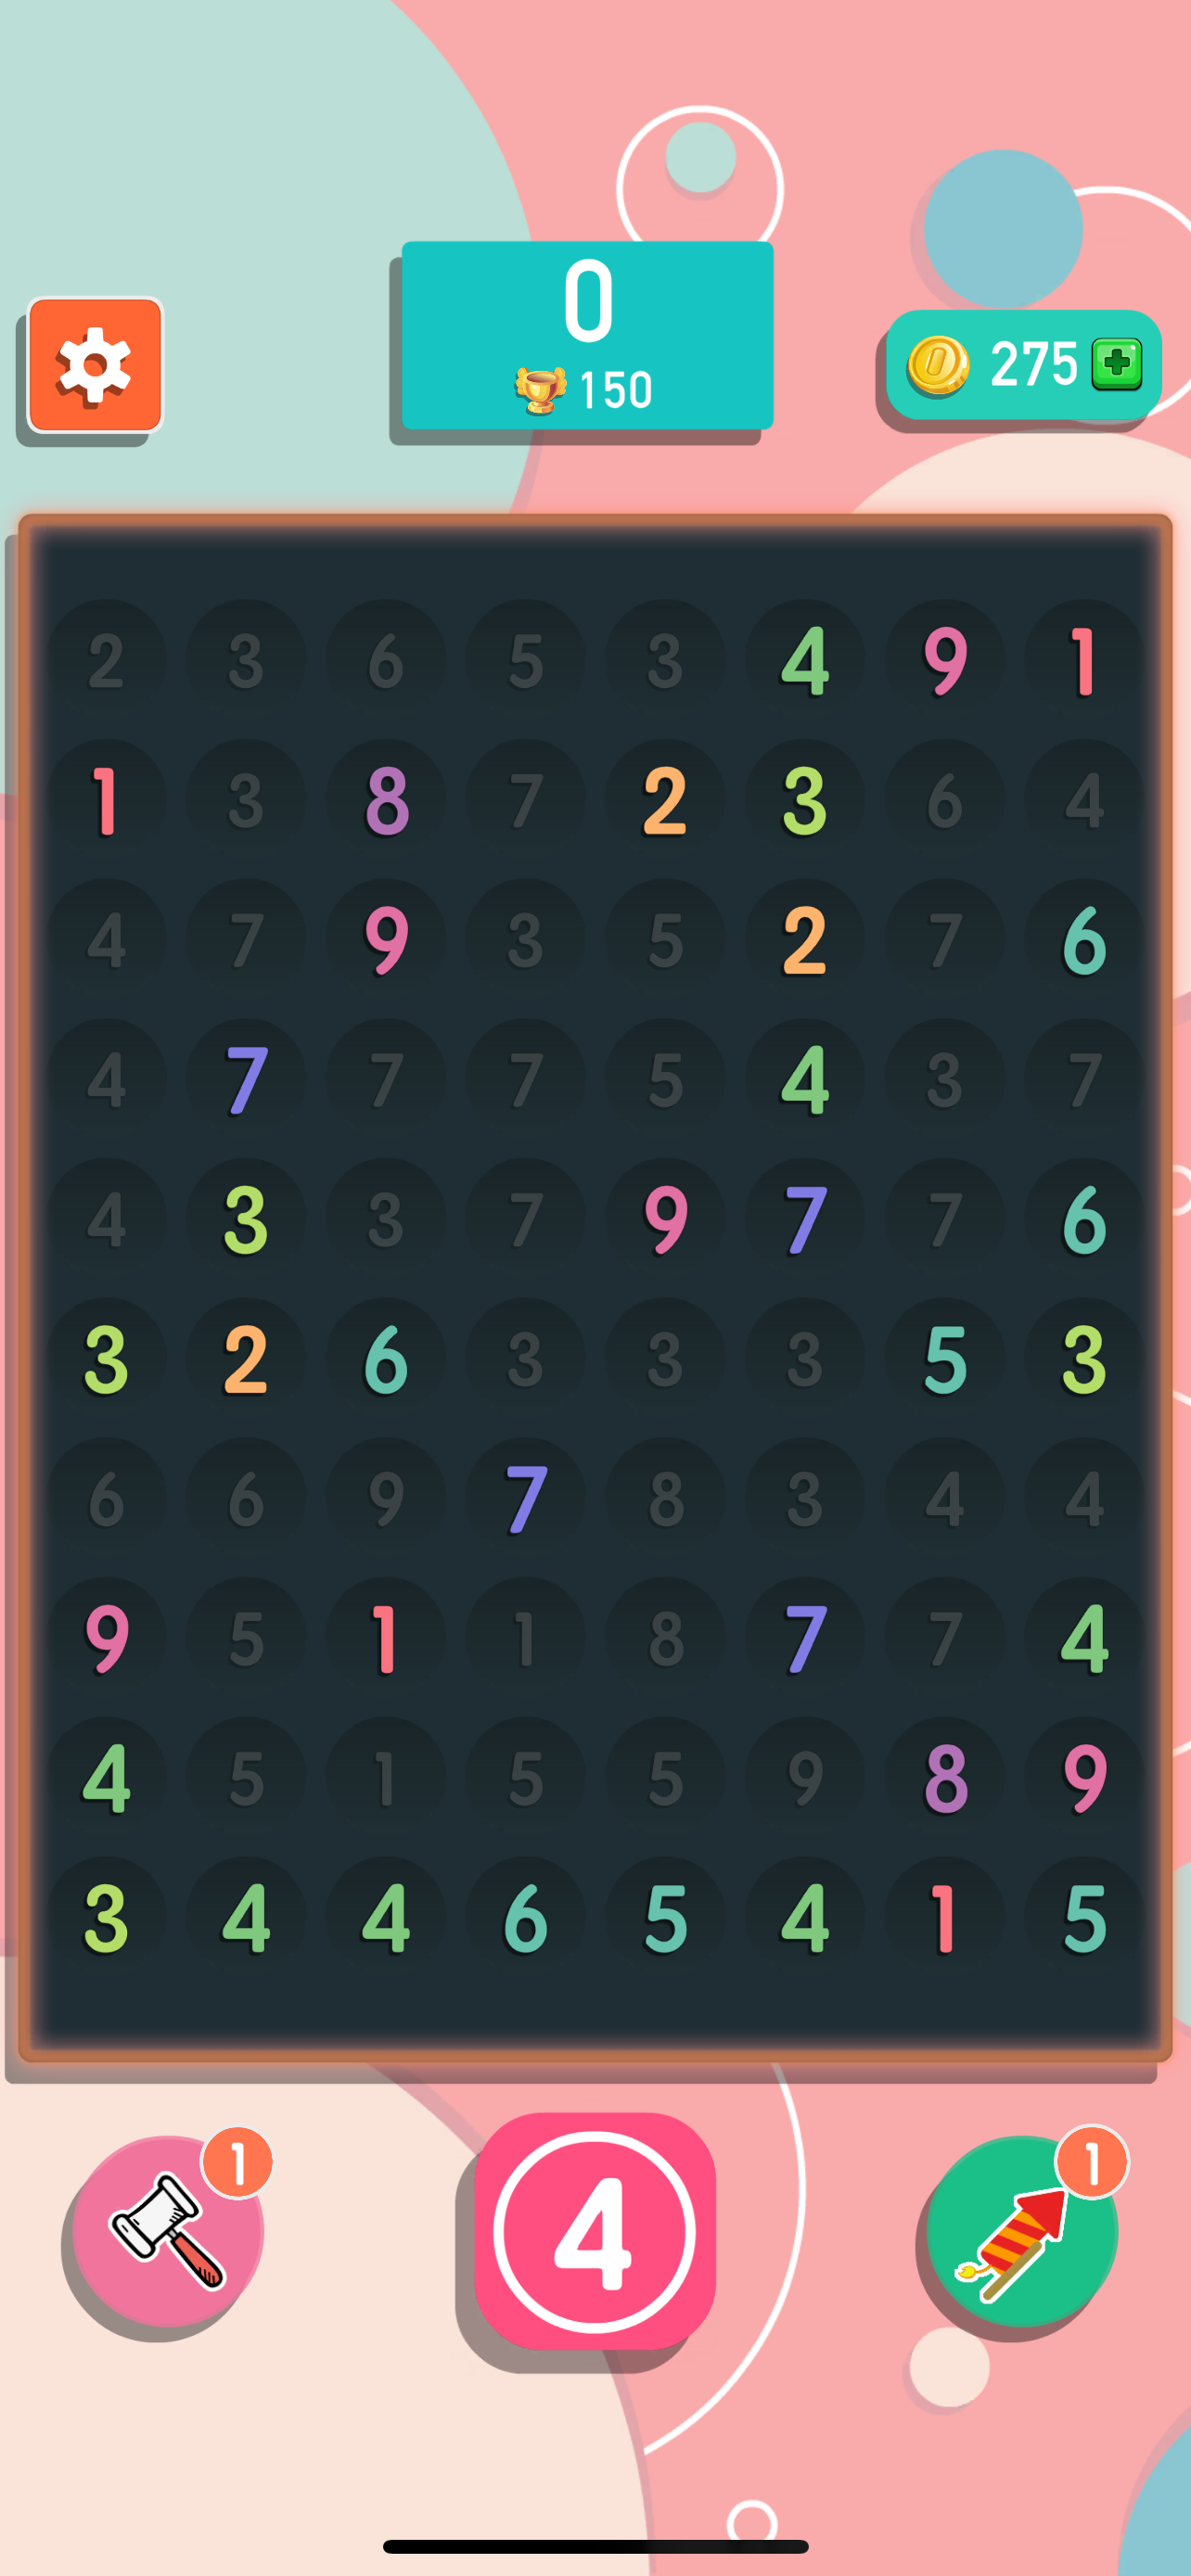 0
150
275
2 3 6 5 3 4 9 1
1 3 8 7 2 3 6 4
4 7 9 3 5 2 7 6
4 7 7 7 5 4 3 7
4 3 3 7 9 7 7 6
3 2 6 3 3 3 5 3
6 6 9 7 8 3 4 4
9 5 1 1 8 7 7 4
4 5 1 5 5 9 8 9
3 4 4 6 5 4 1 5
1
4
1